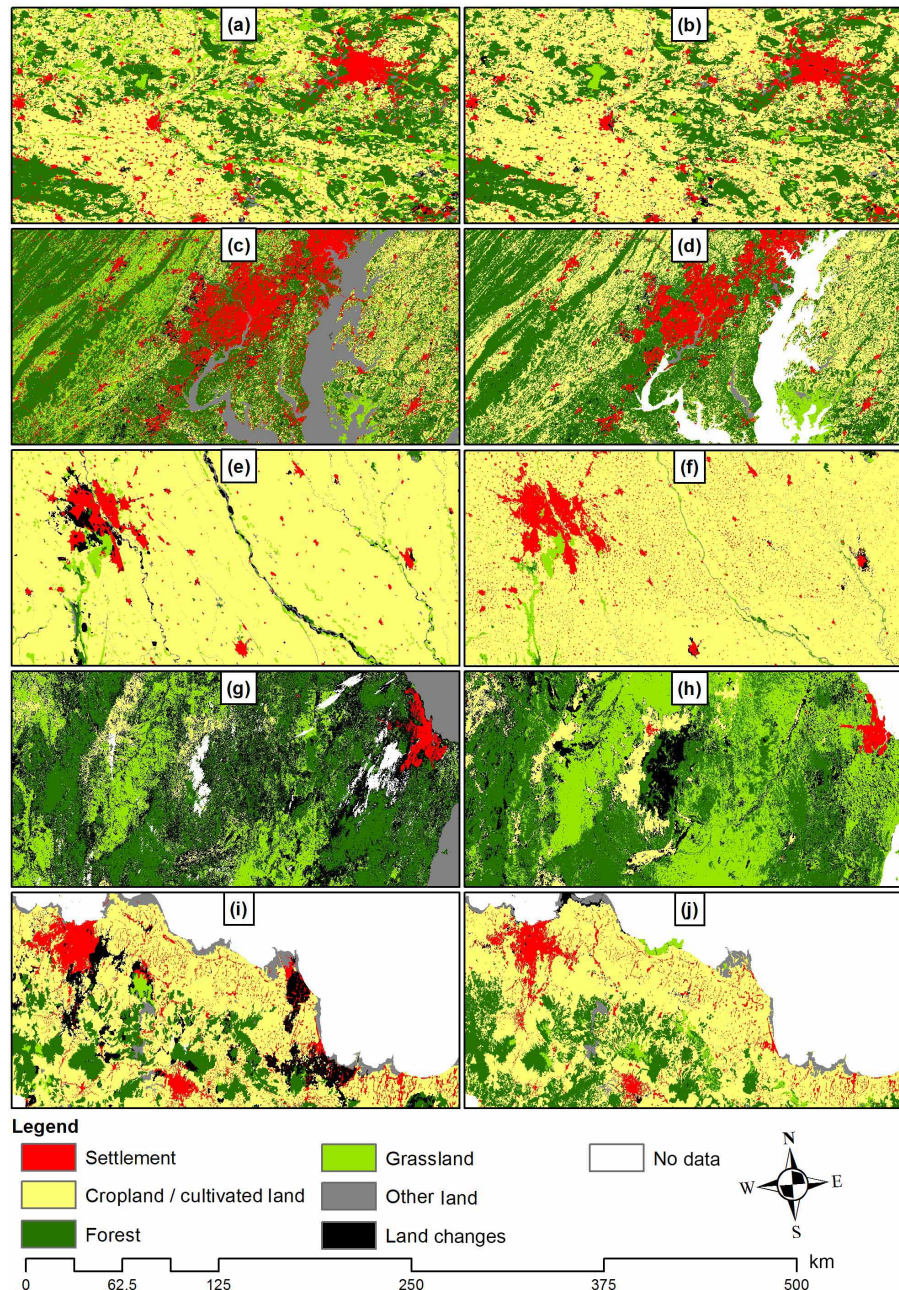 (a)
(b)
(c)
(d)
(e)
(f)
(g)
(h)
(i)
(j)
Legend
Settlement
Grassland
No data
Cropland / cultivated land
Other land
Forest
Land changes
N
W
E
S
km
0 62.5 125 250 375 500